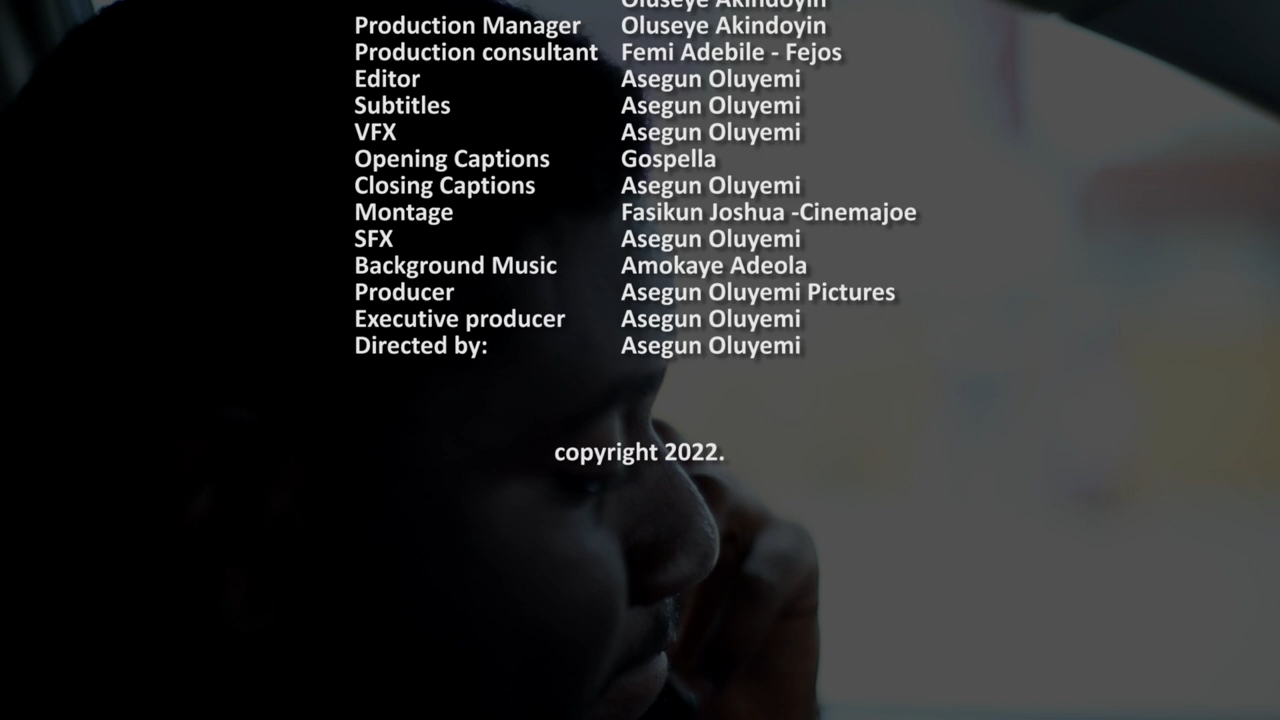 Oluseye Akindoyin
Production Manager Oluseye Akindoyin
Production consultant Femi Adebile - Fejos
Editor Asegun Oluyemi
Subtitles Asegun Oluyemi
VFX Asegun Oluyemi
Opening Captions Gospella
Closing Captions Asegun Oluyemi
Montage Fasikun Joshua -Cinemajoe
SFX Asegun Oluyemi
Background Music Amokaye Adeola
Producer Asegun Oluyemi Pictures
Executive producer Asegun Oluyemi
Directed by: Asegun Oluyemi
copyright 2022.